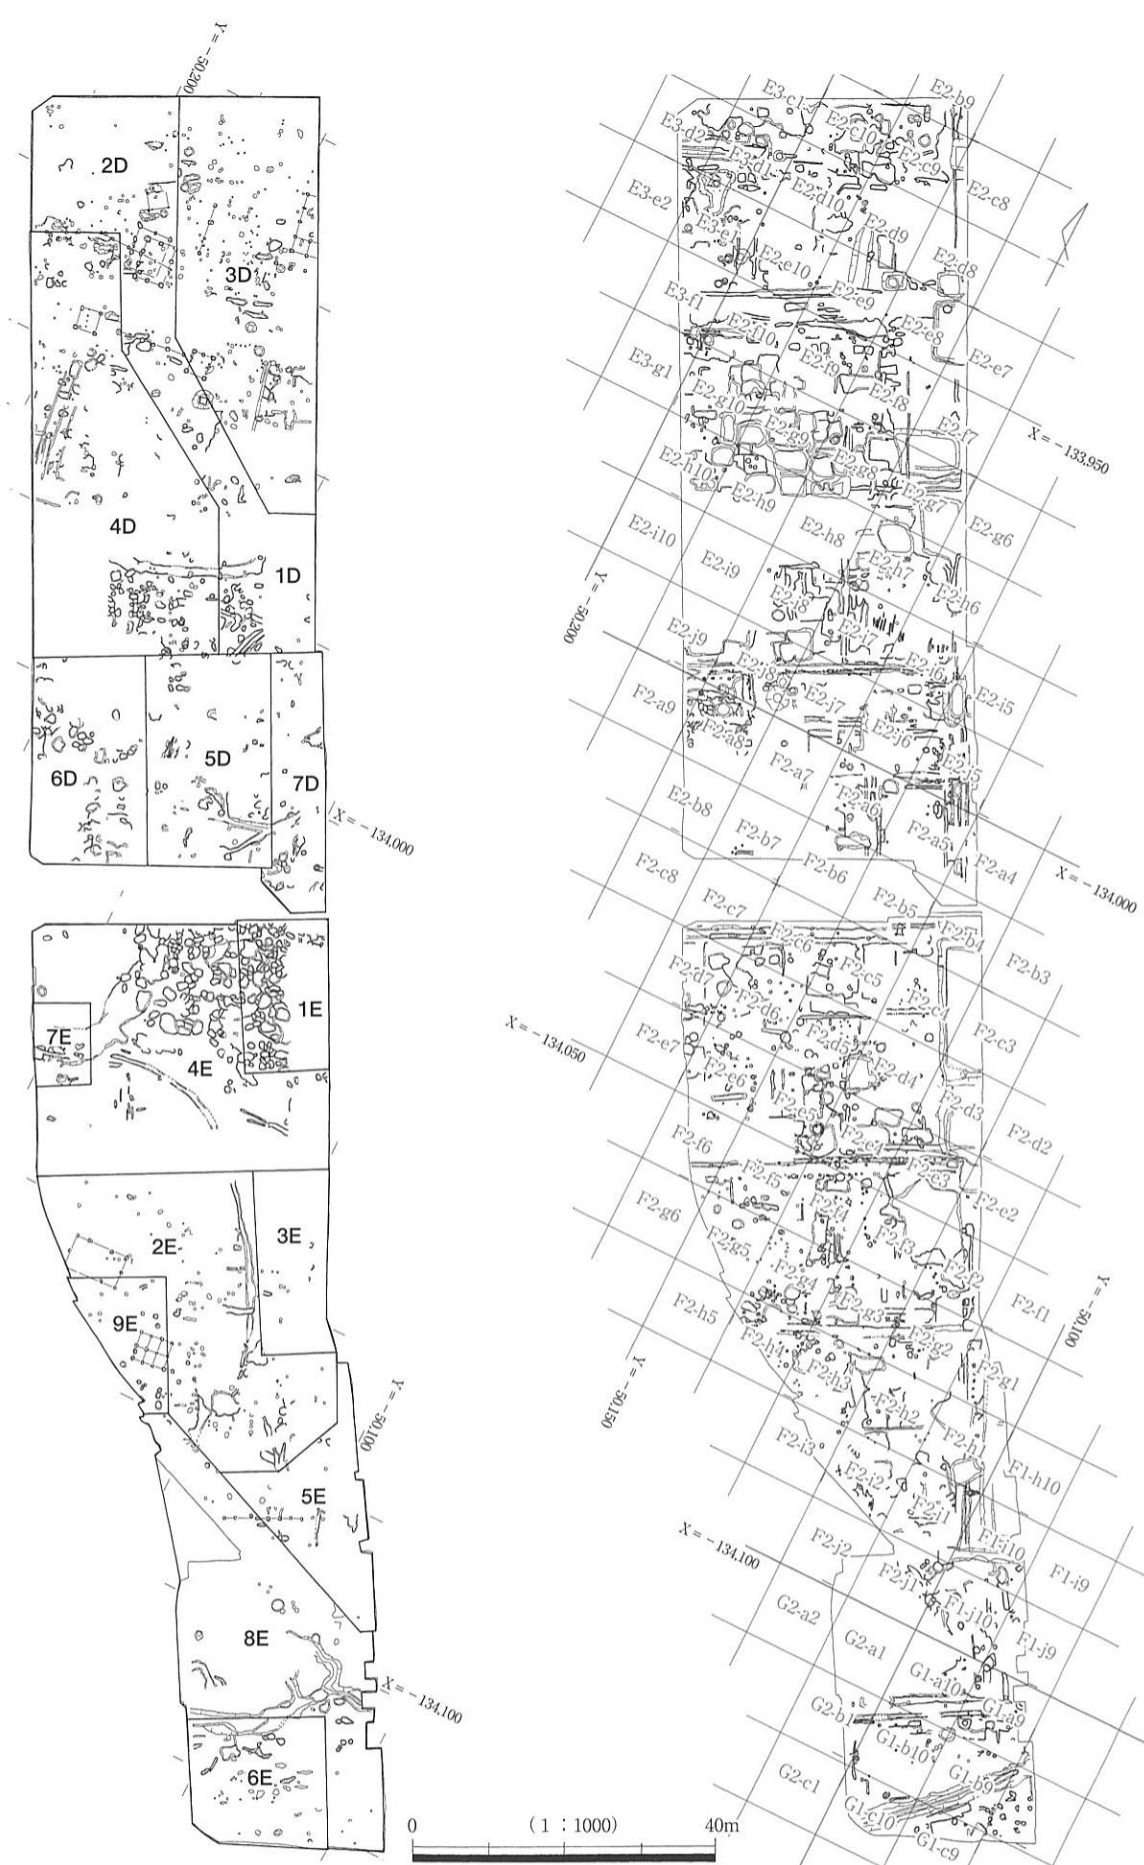 Y=-50,200
2D
3D
4D
1D
5D
6D
7D
X=-134,000
1E
7E
4E
3E
2E
9E
Y=-50,100
5E
8E
X=-134,100
6E
E3-c1
E2-b9
E3-d2
E2-c10
E3-d1
E2-c9
E3-e2
E2-d10
E2-c8
E3-e1
E2-d9
E2-e10
E2-d8
E3-f1
E2-e9
E2-f10
E2-e8
E3-g1
E2-f9
E2-e7
E2-g10
E2-f8
E2-g9
E2-f7
X=-133,950
E2-h10
E2-g8
E2-h9
E2-g7
E2-i10
E2-h8
E2-g6
E2-i9
E2-h7
Y=-50,200
E2-i8
E2-h6
E2-j9
E2-i7
E2-j8
E2-i6
F2-a9
E2-j7
E2-i5
F2-a8
E2-j6
F2-a7
E2-j5
E2-b8
F2-a6
F2-b7
F2-a5
F2-c8
F2-b6
F2-a4
X=-134,000
F2-c7
F2-b5
F2-c6
F2-b4
F2-d7
F2-c5
F2-b3
F2-d6
F2-c4
X=-134,050
F2-e7
F2-d5
F2-c3
F2-e6
F2-d4
F2-e5
F2-d3
F2-f6
F2-e4
F2-d2
F2-f5
F2-e3
F2-g6
F2-f4
F2-e2
F2-g5
F2-f3
F2-g4
F2-f2
F2-h5
F2-g3
F2-f1
Y=-50,100
F2-h4
F2-g2
F2-h3
F2-g1
Y=-50,150
F2-h2
F2-i3
F2-h1
E2-i2
F1-h10
F2-i1
X=-134,100
F2-j2
F1-i10
F2-j1
F1-i9
G2-a2
F1-j10
G2-a1
F1-j9
G1-a10
G2-b1
G1-a9
G1-b10
G2-c1
G1-b9
G1-c10
G1-c9
0 (1:1000) 40m